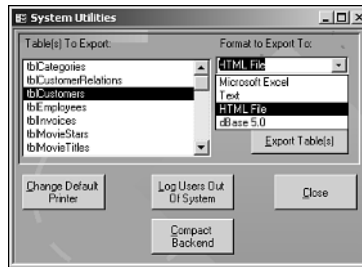 System Utilities
Table(s) To Export:
Format to Export To:
tblCategories
tblCustomerRelations
tblCustomers
tblEmployees
tblInvoices
tblMovieStars
tblMovieTitles
HTML File
Microsoft Excel
Text
HTML File
dBase 5.0
Export Table(s)
Change Default
Printer
Log Users Out
Of System
Close
Compact
Backend